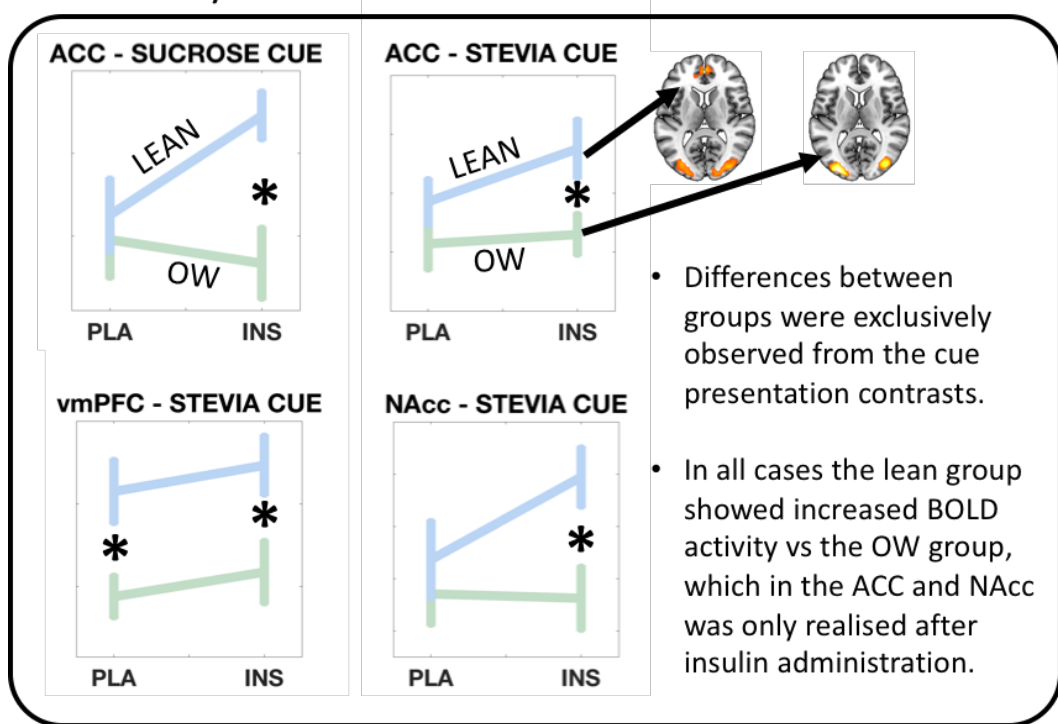 ACC - SUCROSE CUE
LEAN
*
OW
PLA INS
ACC - STEVIA CUE
LEAN
*
OW
PLA INS
vmPFC - STEVIA CUE
*
*
PLA INS
NAcc - STEVIA CUE
*
PLA INS
• Differences between
groups were exclusively
observed from the cue
presentation contrasts.
• In all cases the lean group
showed increased BOLD
activity vs the OW group,
which in the ACC and NAcc
was only realised after
insulin administration.